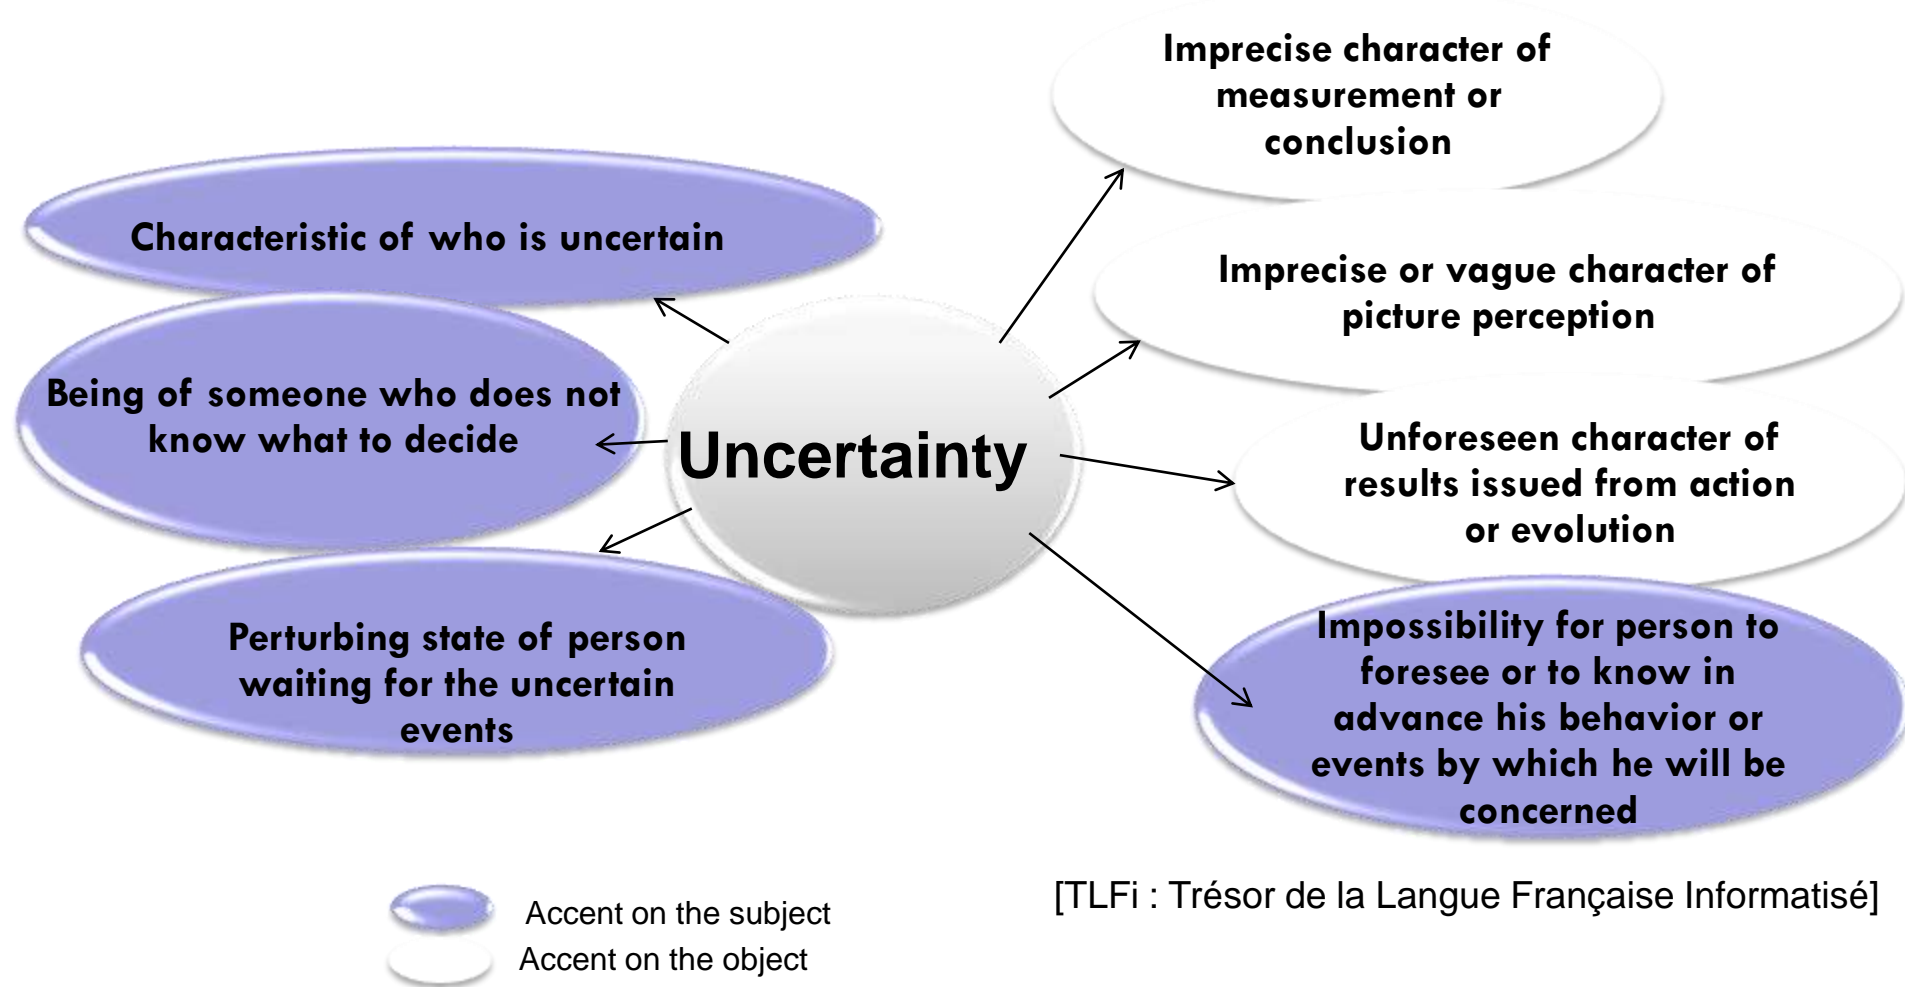 Imprecise character of
measurement or
conclusion
Characteristic of who is uncertain
Imprecise or vague character of
picture perception
Being of someone who does not
know what to decide
Uncertainty
Unforeseen character of
results issued from action
or evolution
Perturbing state of person
waiting for the uncertain
events
Impossibility for person to
foresee or to know in
advance his behavior or
events by which he will be
concerned
[TLFi : Trésor de la Langue Française Informatisé]
Accent on the subject
Accent on the object